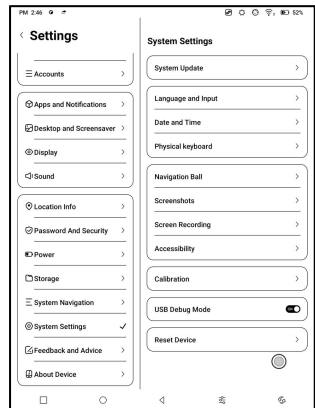 PM 2:46
52%
Settings
Accounts
Apps and Notifications
Desktop and Screensaver
Display
Sound
Location Info
Password And Security
Power
Storage
System Navigation
System Settings
Feedback and Advice
About Device
System Settings
System Update
Language and Input
Date and Time
Physical keyboard
Navigation Ball
Screenshots
Screen Recording
Accessibility
Calibration
USB Debug Mode
Reset Device